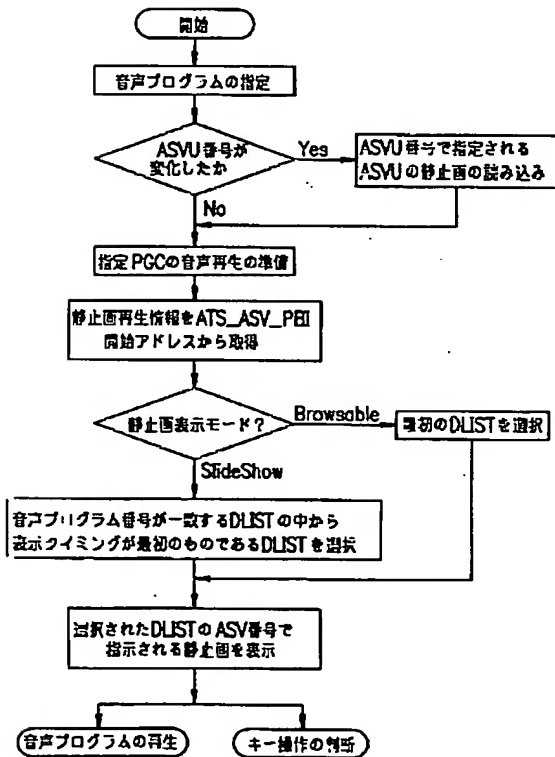 開始
音声プログラムの指定
ASVU番号が
変化したか
Yes
ASVU番号で指定される
ASVUの静止画の読み込み
No
指定PGCの音声再生の準備
静止画再生情報をATS_ASV_PBI
開始アドレスから取得
静止画表示モード?
Browsable
最初のDLISTを選択
SlideShow
音声プログラム番号が一致するDLISTの中から
表示タイミングが最初のものであるDLISTを選択
選択されたDLISTのASV番号で
指示される静止画を表示
音声プログラムの再生
キー操作の判断